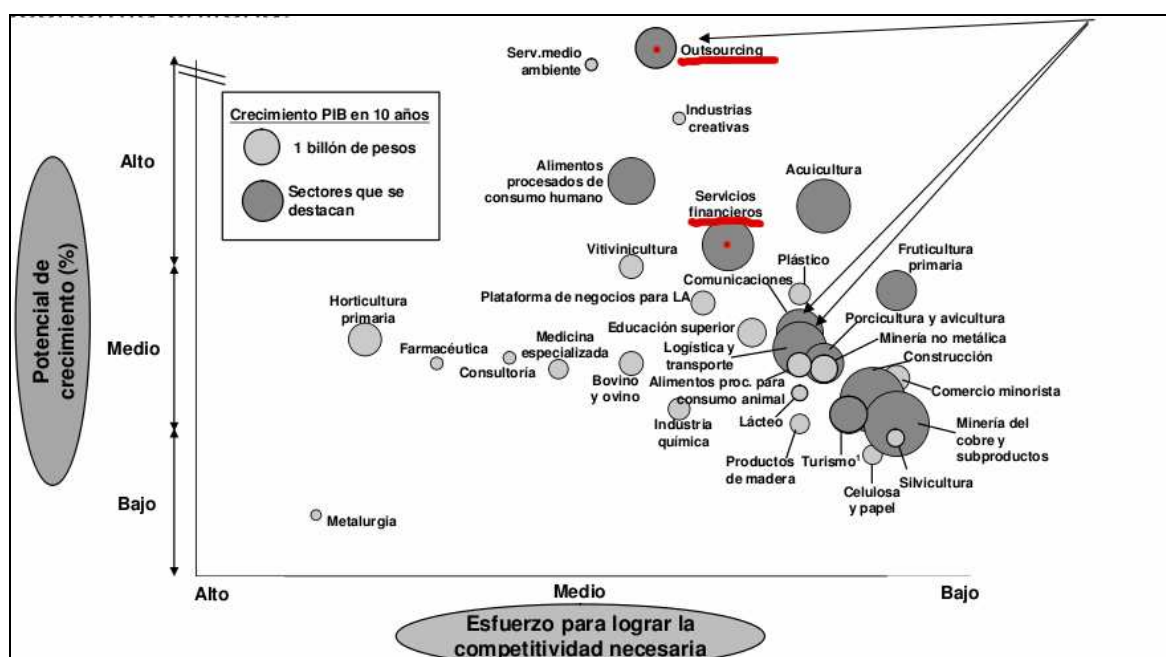 Outsourcing
Serv.medio
ambiente
Crecimiento PIB en 10 años
1 billón de pesos
Sectores que se
destacan
Industrias
creativas
Alto
Alimentos
procesados de
consumo humano
Acuicultura
Servicios
financieros
Potencial de
crecimiento (%)
Vitivinicultura
Plástico
Fruticultura
primaria
Comunicaciones
Plataforma de negocios para LA
Horticultura
primaria
Porcicultura y avicultura
Educación superior
Medio
Farmacéutica
Medicina
especializada
Consultoría
Logística y
transporte
Minería no metálica
Construcción
Bovino
y ovino
Alimentos proc. para
consumo animal
Comercio minorista
Industria
química
Lácteo
Minería del
cobre y
subproductos
Productos
de madera
Turismo¹
Silvicultura
Celulosa
y papel
Bajo
Metalurgia
Alto
Medio
Bajo
Esfuerzo para lograr la
competitividad necesaria